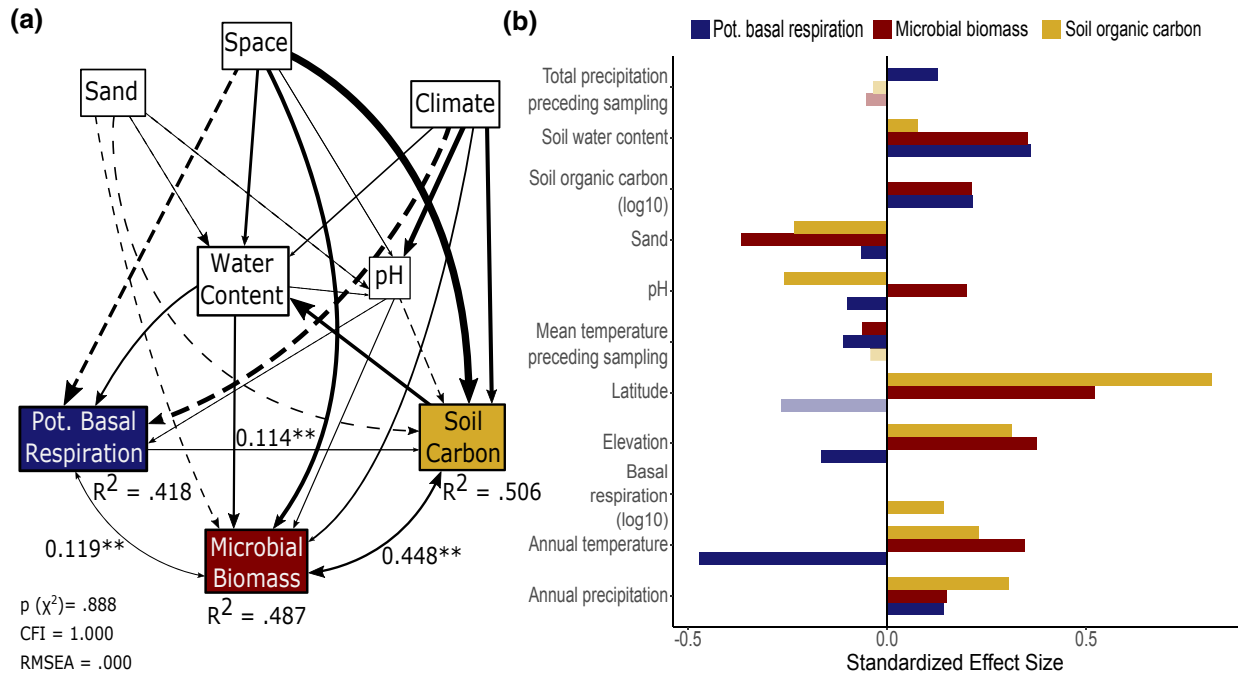 (a)
Space
Sand
Climate
Water
Content
pH
Pot. Basal
Respiration
0.114**
Soil
Carbon
R² = .418
R² = .506
0.119**
Microbial
Biomass
0.448**
R² = .487
p (χ²)= .888
CFI = 1.000
RMSEA = .000
(b)
Pot. basal respiration
Microbial biomass
Soil organic carbon
Total precipitation
preceding sampling
Soil water content
Soil organic carbon
(log10)
Sand
pH
Mean temperature
preceding sampling
Latitude
Elevation
Basal
respiration
(log10)
Annual temperature
Annual precipitation
-0.5
0.0
0.5
Standardized Effect Size